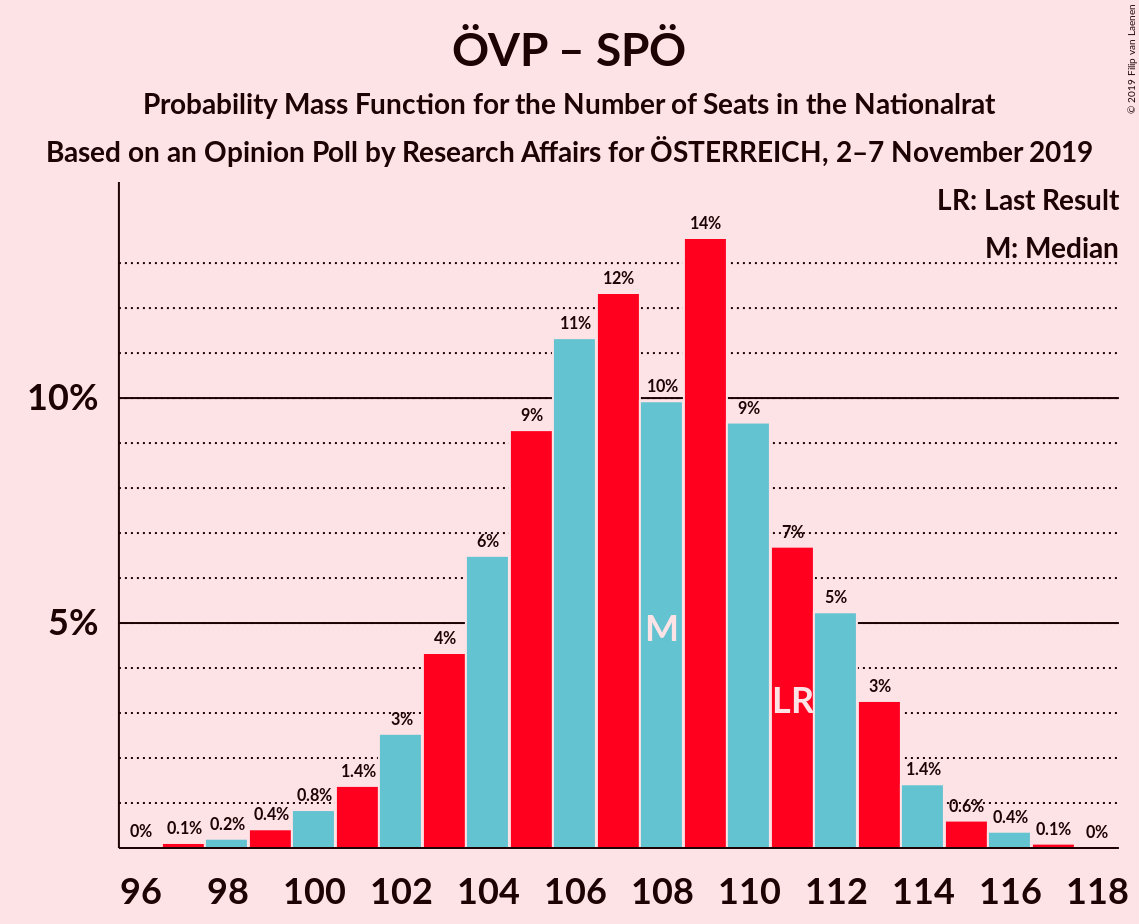 ÖVP – SPÖ
Probability Mass Function for the Number of Seats in the Nationalrat
Based on an Opinion Poll by Research Affairs for ÖSTERREICH, 2–7 November 2019
© 2019 Filip van Laenen
LR: Last Result
M: Median
10%
5%
0%
0.1%
0.2%
0.4%
0.8%
1.4%
3%
4%
6%
9%
11%
12%
10%
14%
9%
7%
5%
3%
1.4%
0.6%
0.4%
0.1%
0%
M
LR
96 98 100 102 104 106 108 110 112 114 116 118